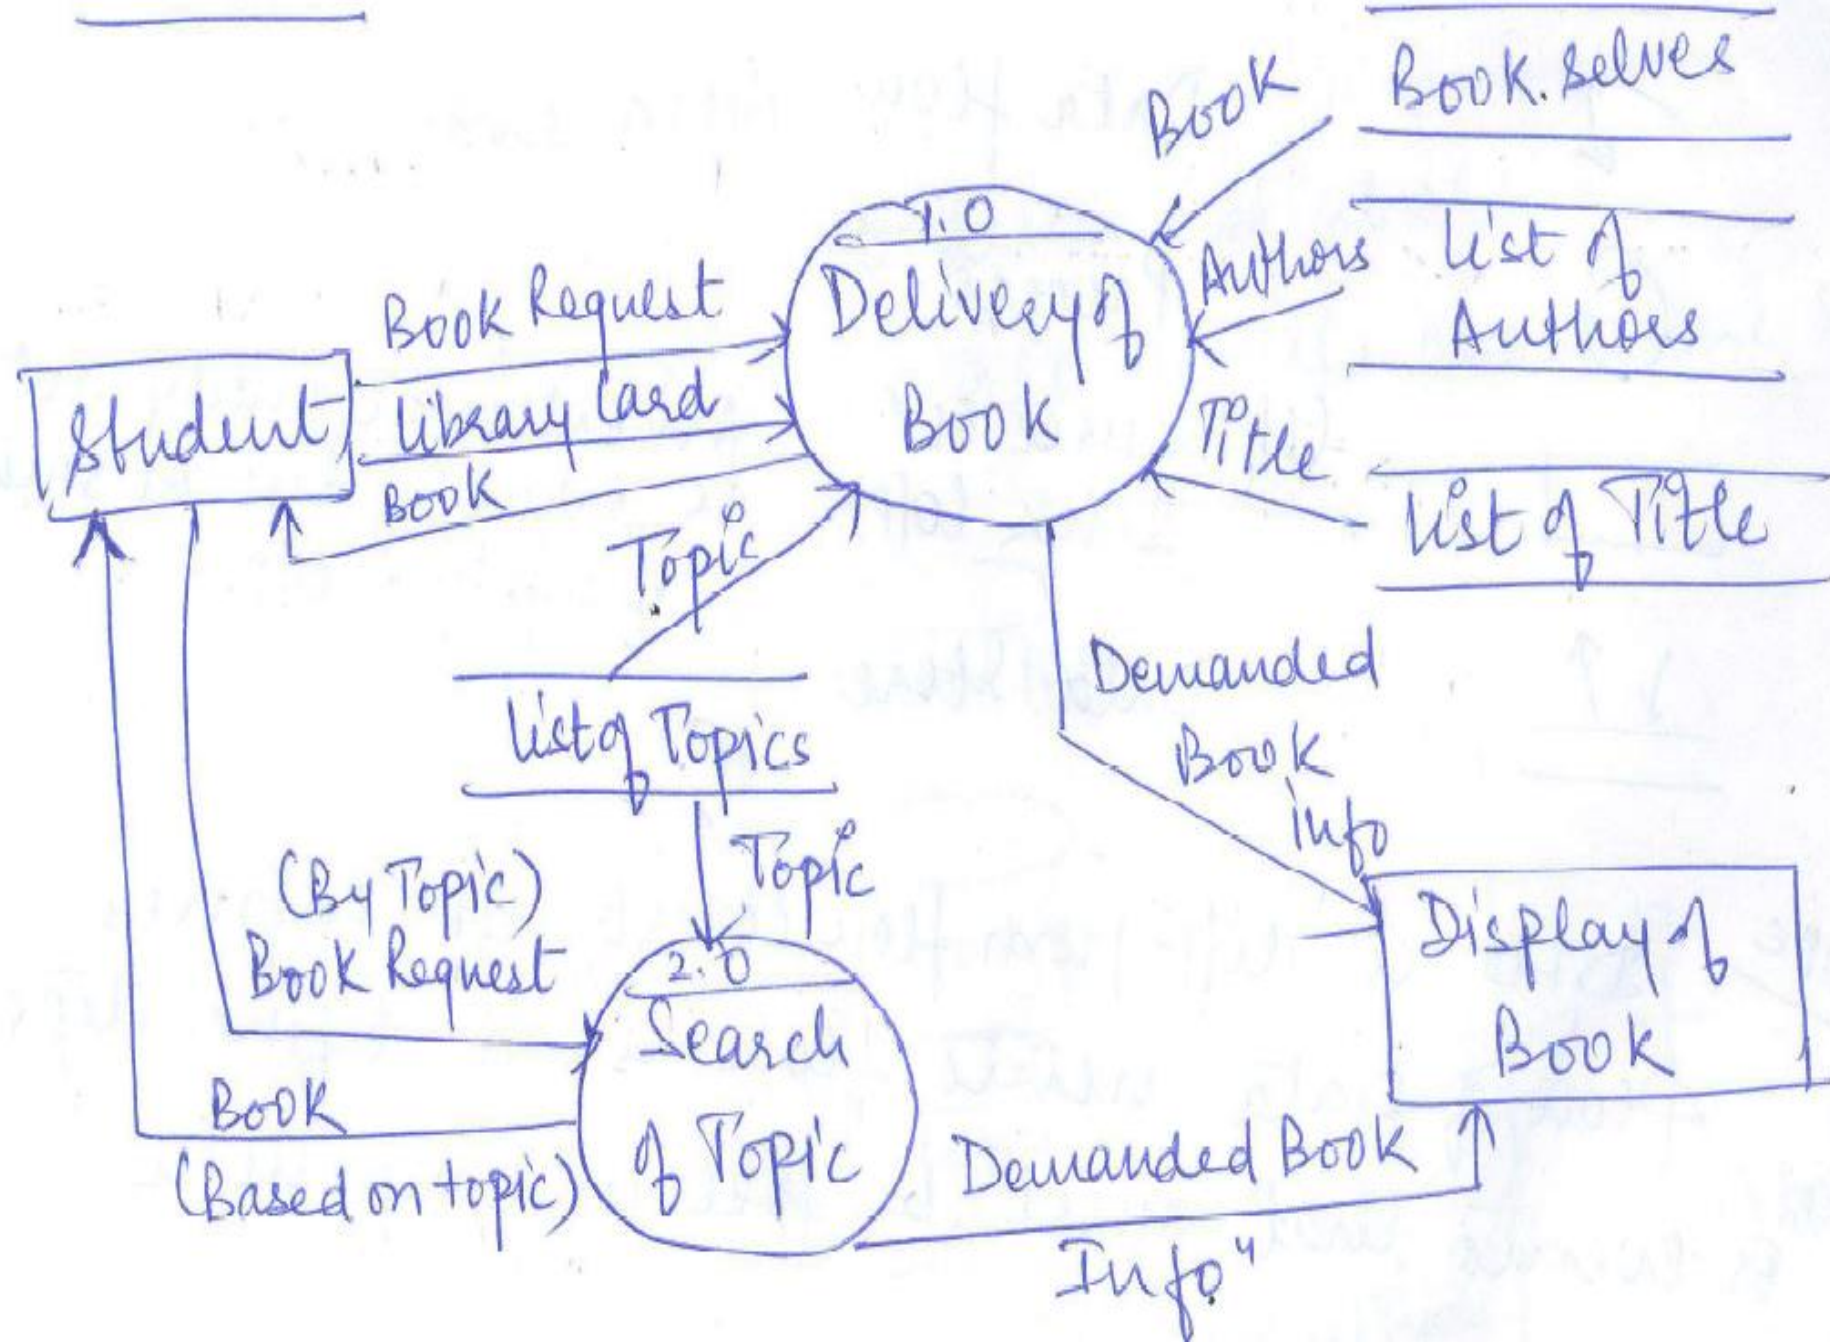 Book Selves
Book
1.0
Authors
List of
Authors
Book Request
Delivery of
Book
Student
Library Card
Book
Title
List of Title
Topic
Demanded
Book
info
List of Topics
Topic
(By Topic)
Book Request
2.0
Search
of Topic
Display of
Book
Book
(Based on topic)
Demanded Book
Info"